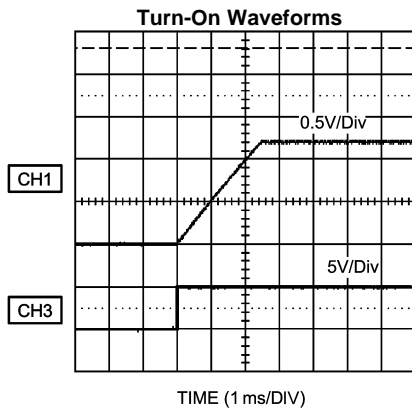 Turn-On Waveforms
0.5V/Div
CH1
5V/Div
CH3
TIME (1 ms/DIV)